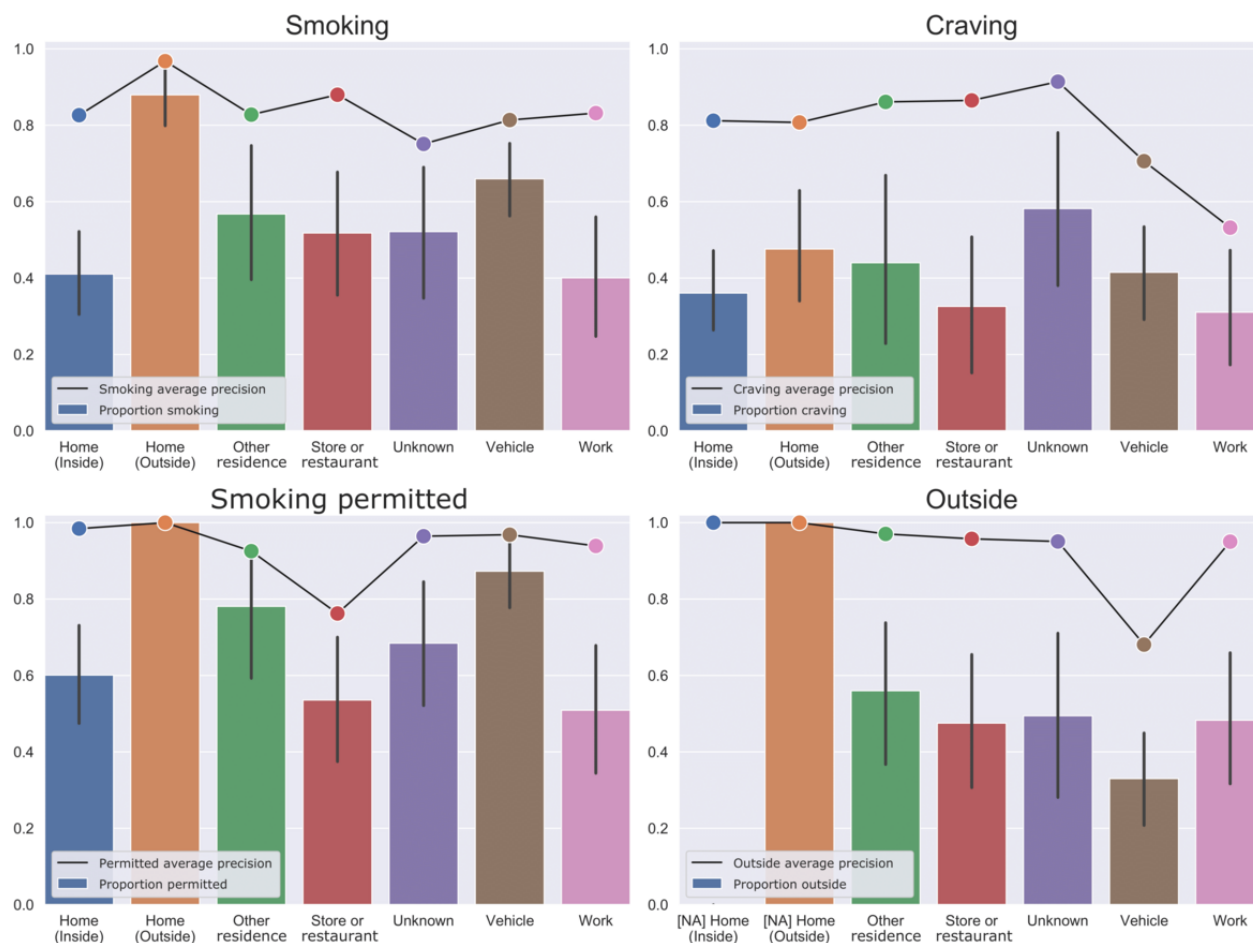 Smoking
1.0
0.8
0.6
0.4
0.2
0.0
Smoking average precision
Proportion smoking
Home
(Inside)
Home
(Outside)
Other
residence
Store or
restaurant
Unknown
Vehicle
Work
Craving
1.0
0.8
0.6
0.4
0.2
0.0
Craving average precision
Proportion craving
Home
(Inside)
Home
(Outside)
Other
residence
Store or
restaurant
Unknown
Vehicle
Work
Smoking permitted
1.0
0.8
0.6
0.4
0.2
0.0
Permitted average precision
Proportion permitted
Home
(Inside)
Home
(Outside)
Other
residence
Store or
restaurant
Unknown
Vehicle
Work
Outside
1.0
0.8
0.6
0.4
0.2
0.0
Outside average precision
Proportion outside
[NA] Home
(Inside)
[NA] Home
(Outside)
Other
residence
Store or
restaurant
Unknown
Vehicle
Work